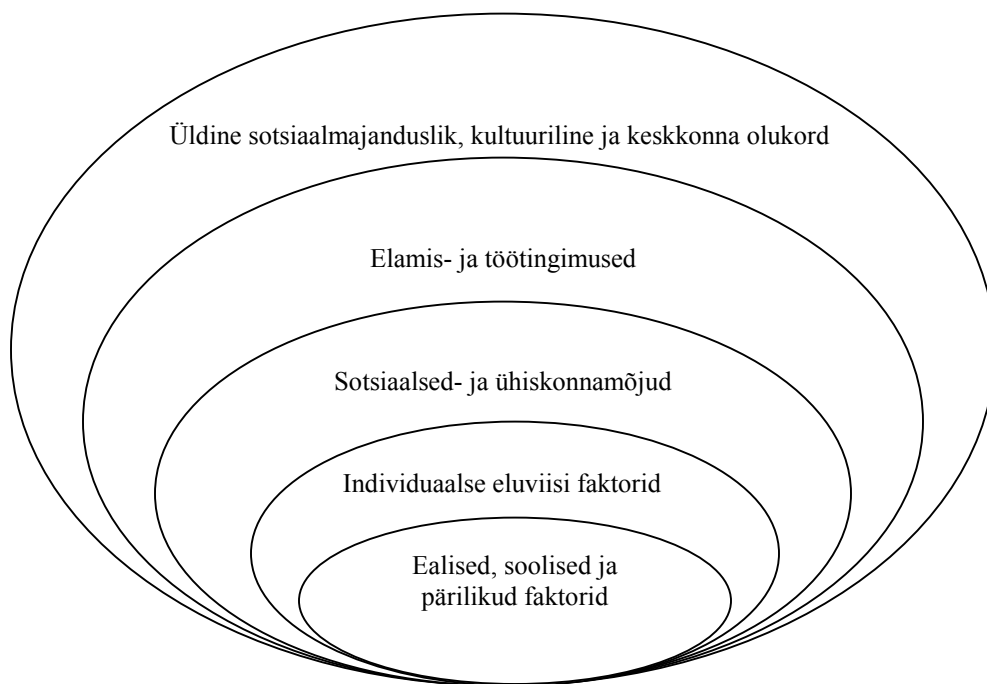 Üldine sotsiaalmajanduslik, kultuuriline ja keskkonna olukord
Elamis- ja töötingimused
Sotsiaalsed- ja ühiskonnamõjud
Individuaalse eluviisi faktorid
Ealised, soolised ja
pärilikud faktorid